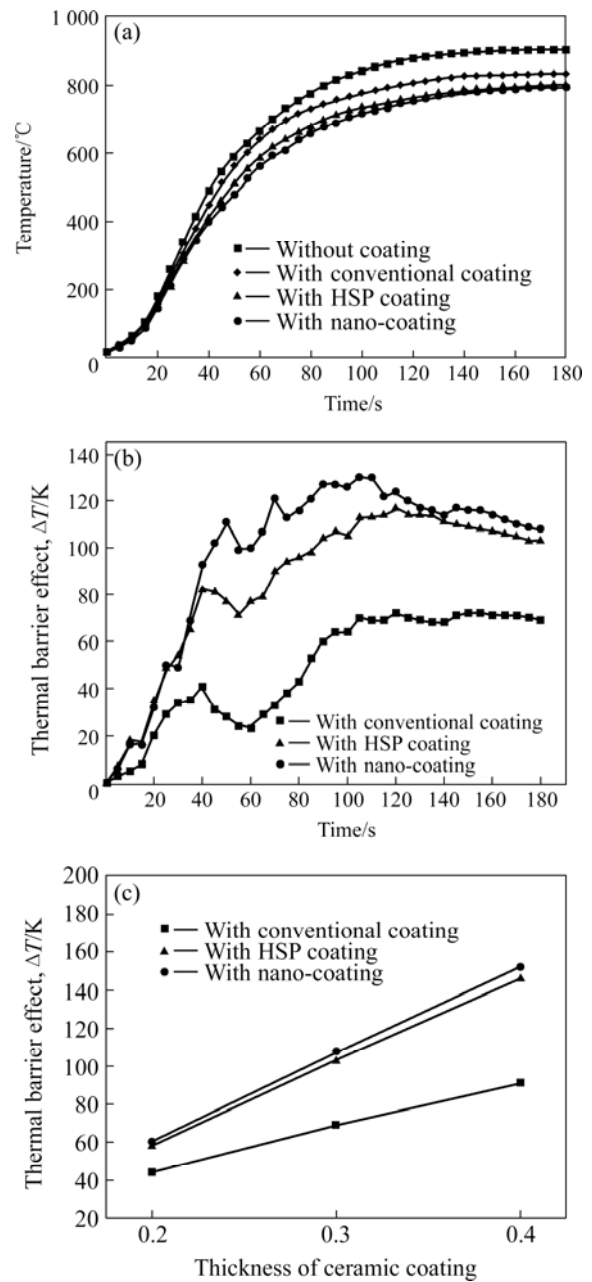 (a)
1 000
800
600
400
200
0
Temperature/℃
Without coating
With conventional coating
With HSP coating
With nano-coating
20 40 60 80 100 120 140 160 180
Time/s
(b)
140
120
100
80
60
40
20
0
Thermal barrier effect, ΔT/K
With conventional coating
With HSP coating
With nano-coating
20 40 60 80 100 120 140 160 180
Time/s
(c)
200
180
160
140
120
100
80
60
40
20
Thermal barrier effect, ΔT/K
With conventional coating
With HSP coating
With nano-coating
0.2 0.3 0.4
Thickness of ceramic coating